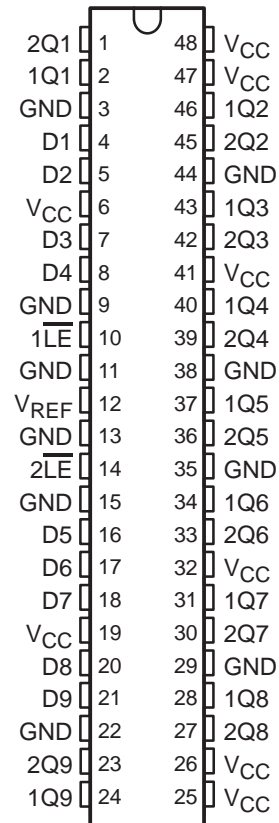 2Q1 1 48 VCC
1Q1 2 47 VCC
GND 3 46 1Q2
D1 4 45 2Q2
D2 5 44 GND
VCC 6 43 1Q3
D3 7 42 2Q3
D4 8 41 VCC
GND 9 40 1Q4
1L̅E̅ 10 39 2Q4
GND 11 38 GND
VREF 12 37 1Q5
GND 13 36 2Q5
2L̅E̅ 14 35 GND
GND 15 34 1Q6
D5 16 33 2Q6
D6 17 32 VCC
D7 18 31 1Q7
VCC 19 30 2Q7
D8 20 29 GND
D9 21 28 1Q8
GND 22 27 2Q8
2Q9 23 26 VCC
1Q9 24 25 VCC